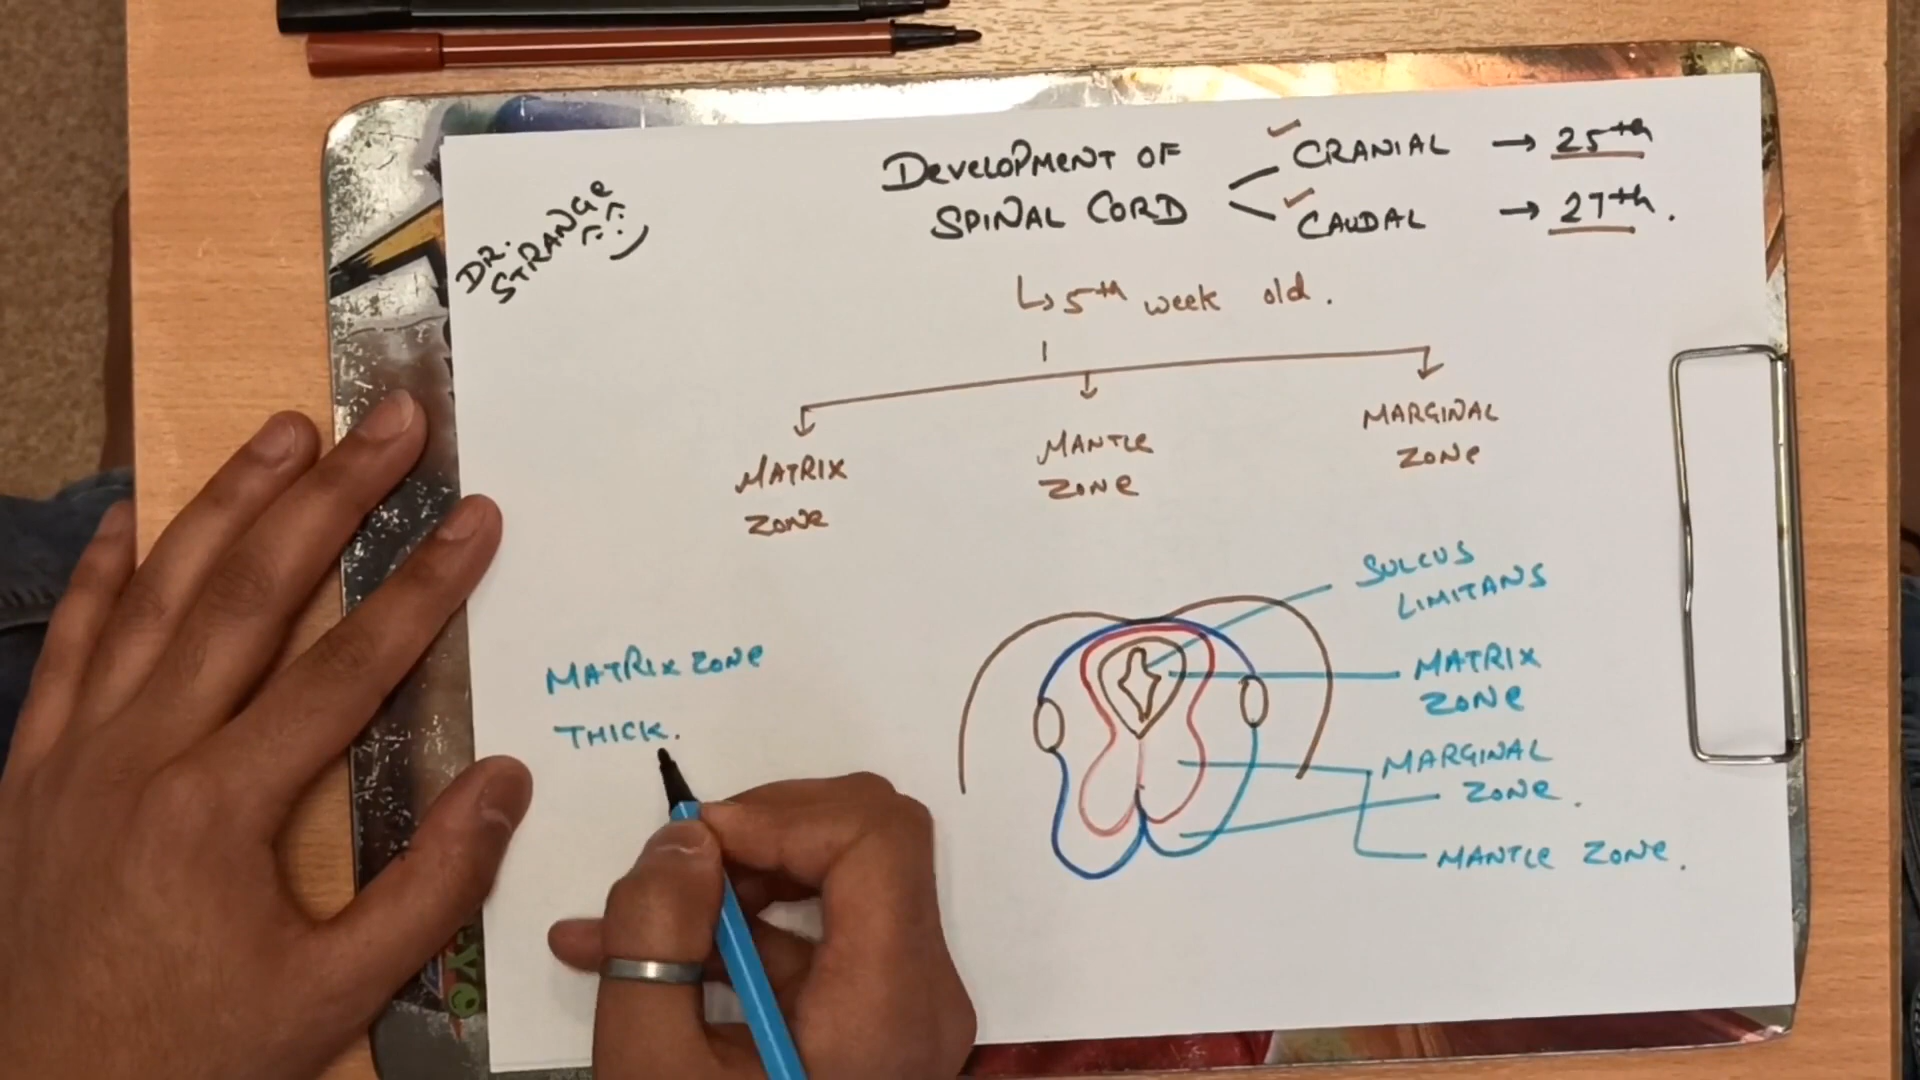 DR.
STRANGE
DEVELOPMENT OF
SPINAL CORD
CRANIAL → 25th
CAUDAL → 27th.
↳ 5th week old.
MATRIX
ZONE
MANTLE
ZONE
MARGINAL
ZONE
SULCUS
LIMITANS
MATRIX
ZONE
MARGINAL
ZONE.
MANTLE ZONE.
MATRIX ZONE
THICK.